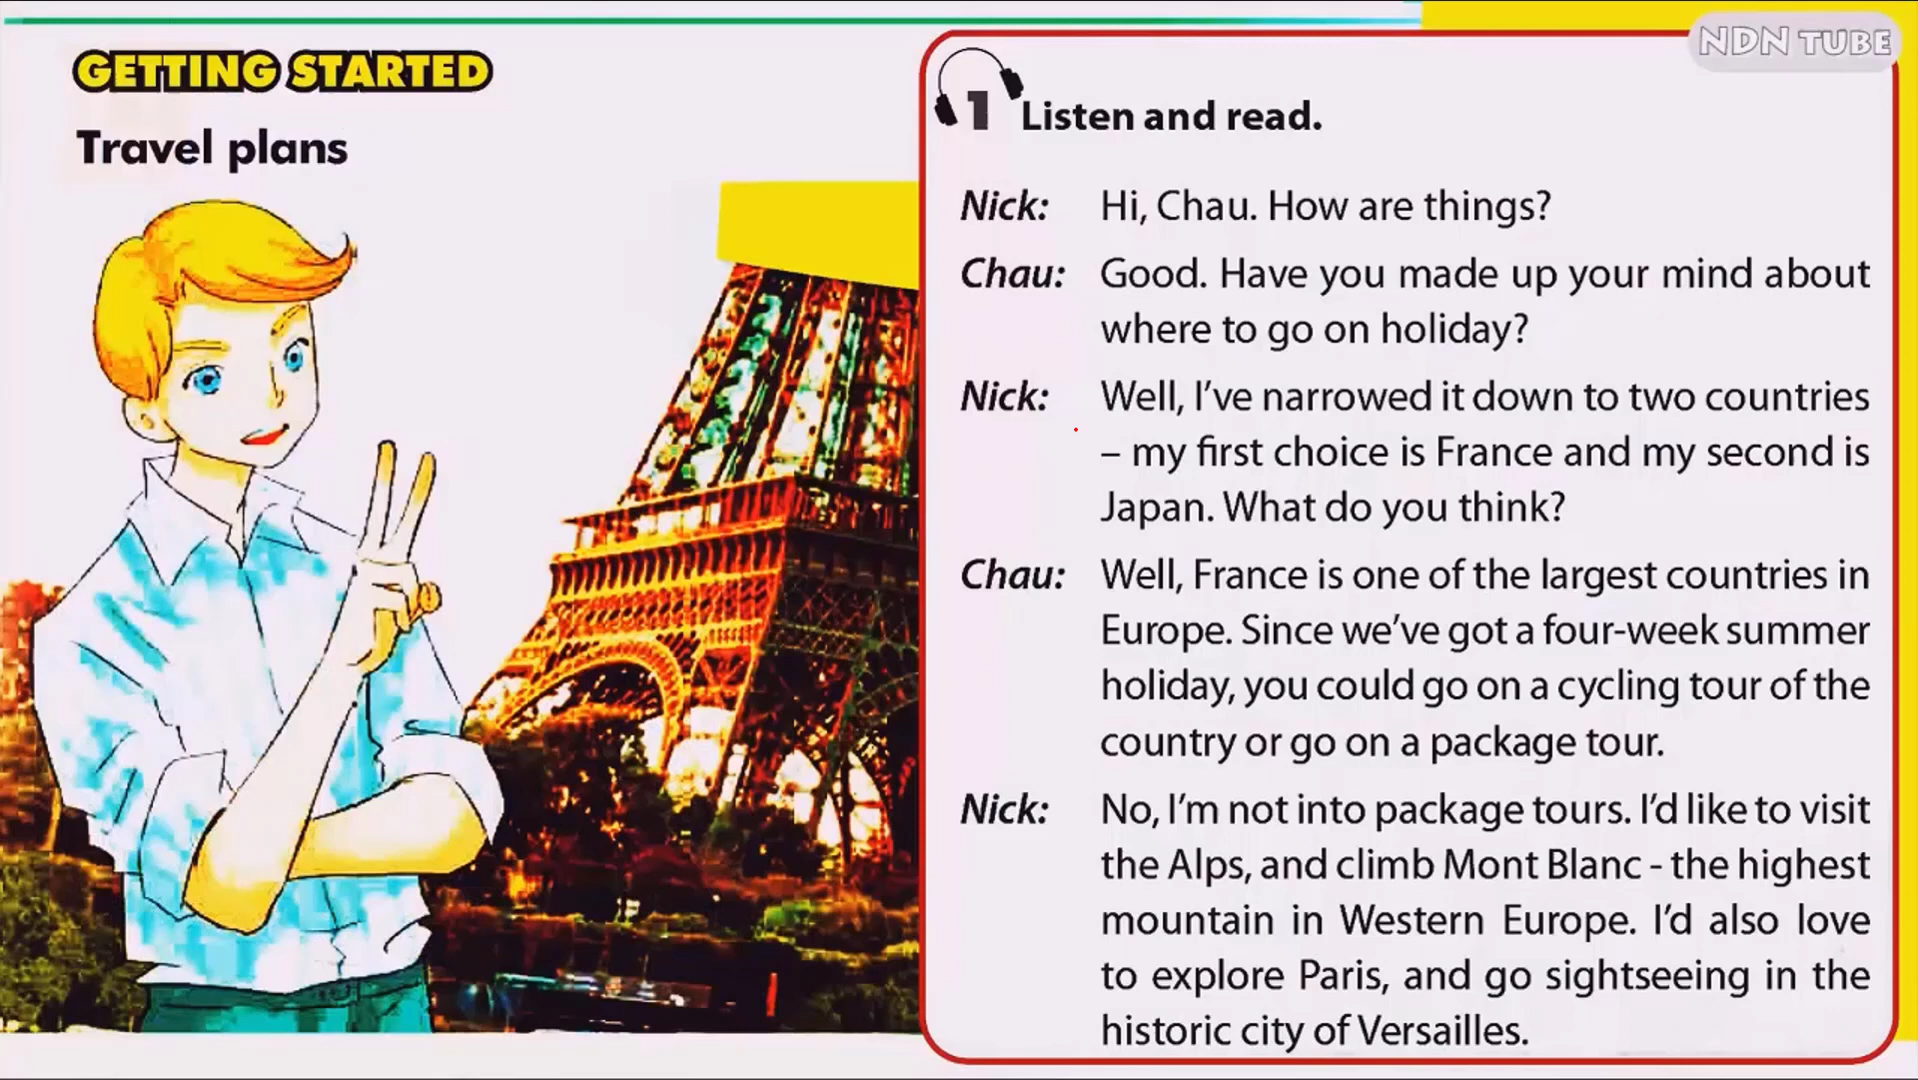 GETTING STARTED
Travel plans
NDN TUBE
1 Listen and read.
Nick: Hi, Chau. How are things?
Chau: Good. Have you made up your mind about
where to go on holiday?
Nick: Well, I've narrowed it down to two countries
– my first choice is France and my second is
Japan. What do you think?
Chau: Well, France is one of the largest countries in
Europe. Since we've got a four-week summer
holiday, you could go on a cycling tour of the
country or go on a package tour.
Nick: No, I'm not into package tours. I'd like to visit
the Alps, and climb Mont Blanc - the highest
mountain in Western Europe. I'd also love
to explore Paris, and go sightseeing in the
historic city of Versailles.